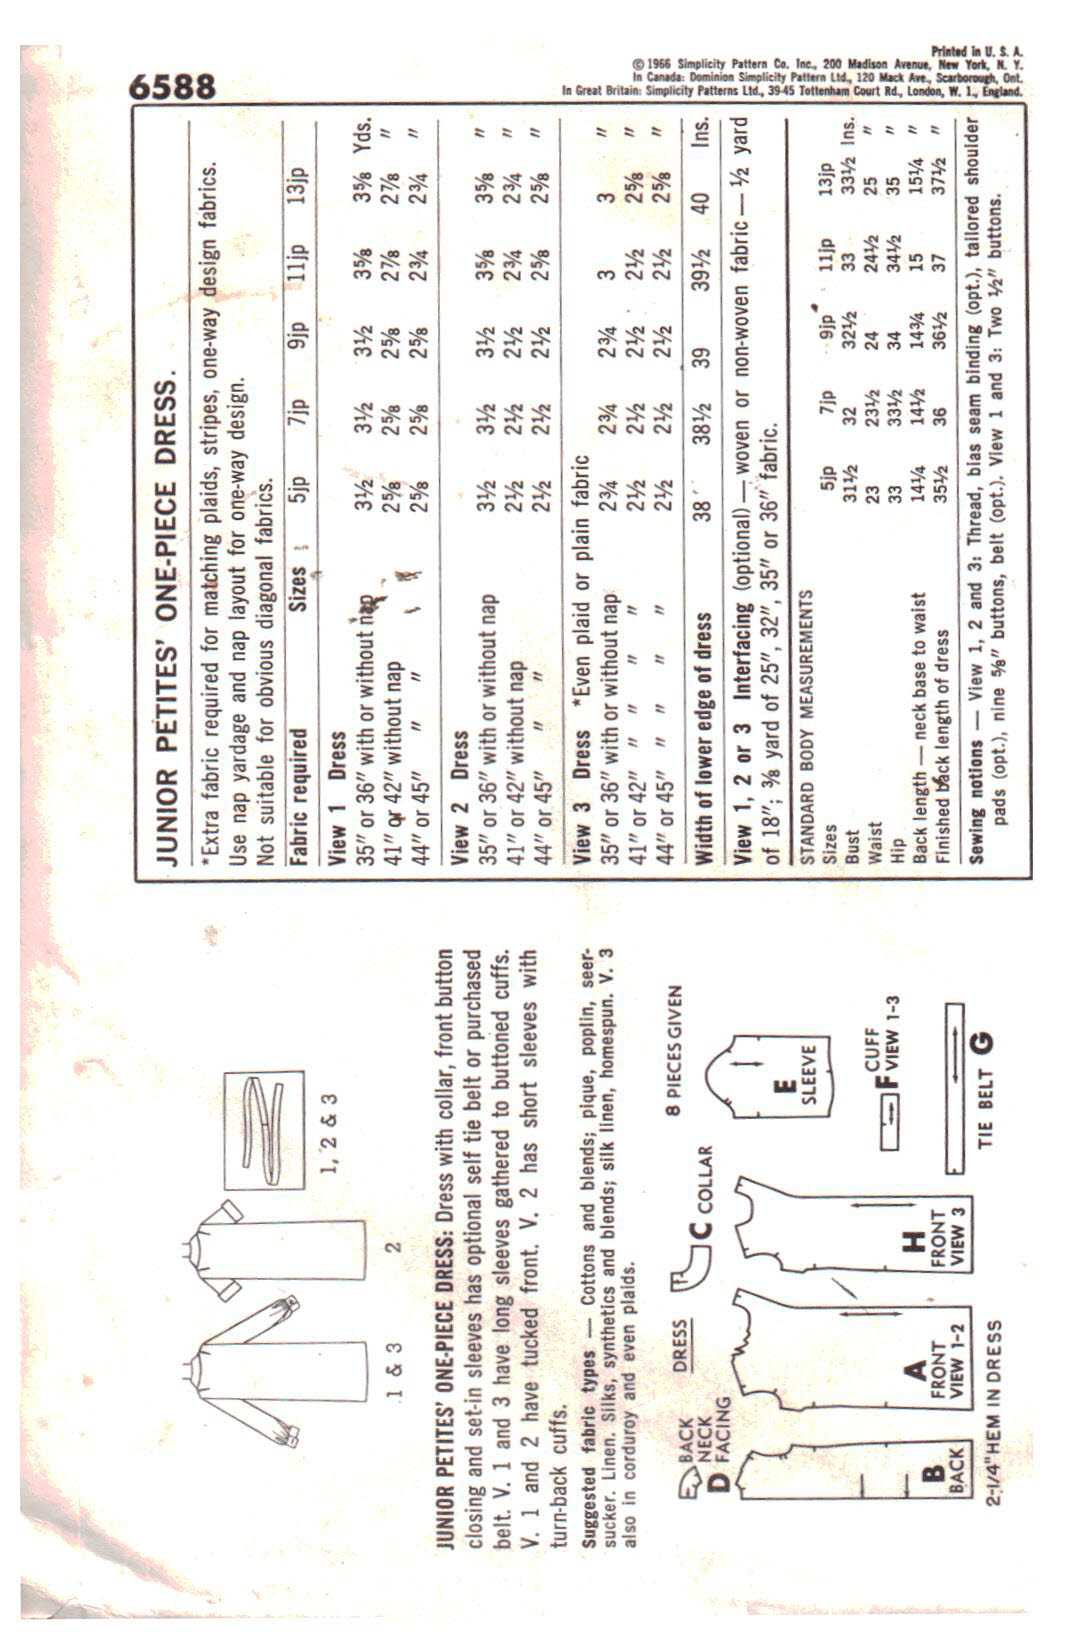 6588
Printed in U. S. A.
© 1966 Simplicity Pattern Co. Inc., 200 Madison Avenue, New York, N. Y.
In Canada: Dominion Simplicity Pattern Ltd., 120 Mack Ave., Scarborough, Ont.
In Great Britain: Simplicity Patterns Ltd., 39-45 Tottenham Court Rd., London, W. 1., England.
JUNIOR PETITES' ONE-PIECE DRESS.
*Extra fabric required for matching plaids, stripes, one-way design fabrics.
Use nap yardage and nap layout for one-way design.
Not suitable for obvious diagonal fabrics.
Fabric required Sizes 5jp 7jp 9jp 11jp 13jp
View 1 Dress
35" or 36" with or without nap 3½ 3½ 3½ 3⅝ 3⅝ Yds.
41" or 42" without nap 2⅝ 2⅝ 2⅝ 2⅞ 2⅞ "
44" or 45" " " 2⅝ 2⅝ 2⅝ 2¾ 2¾ "
View 2 Dress
35" or 36" with or without nap 3½ 3½ 3½ 3⅝ 3⅝ "
41" or 42" without nap 2½ 2½ 2½ 2¾ 2¾ "
44" or 45" " " 2½ 2½ 2½ 2⅝ 2⅝ "
View 3 Dress *Even plaid or plain fabric
35" or 36" with or without nap 2¾ 2¾ 2¾ 3 3 "
41" or 42" " " " " 2½ 2½ 2½ 2½ 2⅝ "
44" or 45" " " " " 2½ 2½ 2½ 2½ 2⅝ "
Width of lower edge of dress 38 38½ 39 39½ 40 Ins.
View 1, 2 or 3 Interfacing (optional) — woven or non-woven fabric — ½ yard
of 18"; ⅜ yard of 25", 32", 35" or 36" fabric.
STANDARD BODY MEASUREMENTS
Sizes 5jp 7jp 9jp 11jp 13jp
Bust 31½ 32 32½ 33 33½ Ins.
Waist 23 23½ 24 24½ 25 "
Hip 33 33½ 34 34½ 35 "
Back length — neck base to waist 14¼ 14½ 14¾ 15 15¼ "
Finished back length of dress 35½ 36 36½ 37 37½ "
Sewing notions — View 1, 2 and 3: Thread, bias seam binding (opt.), tailored shoulder
pads (opt.), nine ⅝" buttons, belt (opt.). View 1 and 3: Two ½" buttons.
1 & 3
2
1, 2 & 3
JUNIOR PETITES' ONE-PIECE DRESS: Dress with collar, front button
closing and set-in sleeves has optional self tie belt or purchased
belt. V. 1 and 3 have long sleeves gathered to buttoned cuffs.
V. 1 and 2 have tucked front. V. 2 has short sleeves with
turn-back cuffs.
Suggested fabric types — Cottons and blends; pique, poplin, seer-
sucker. Linen. Silks, synthetics and blends; silk linen, homespun. V. 3
also in corduroy and even plaids.
DRESS
8 PIECES GIVEN
D BACK
NECK
FACING
C COLLAR
E
SLEEVE
F CUFF
VIEW 1-3
B
BACK
A
FRONT
VIEW 1-2
H
FRONT
VIEW 3
TIE BELT G
2-1/4" HEM IN DRESS